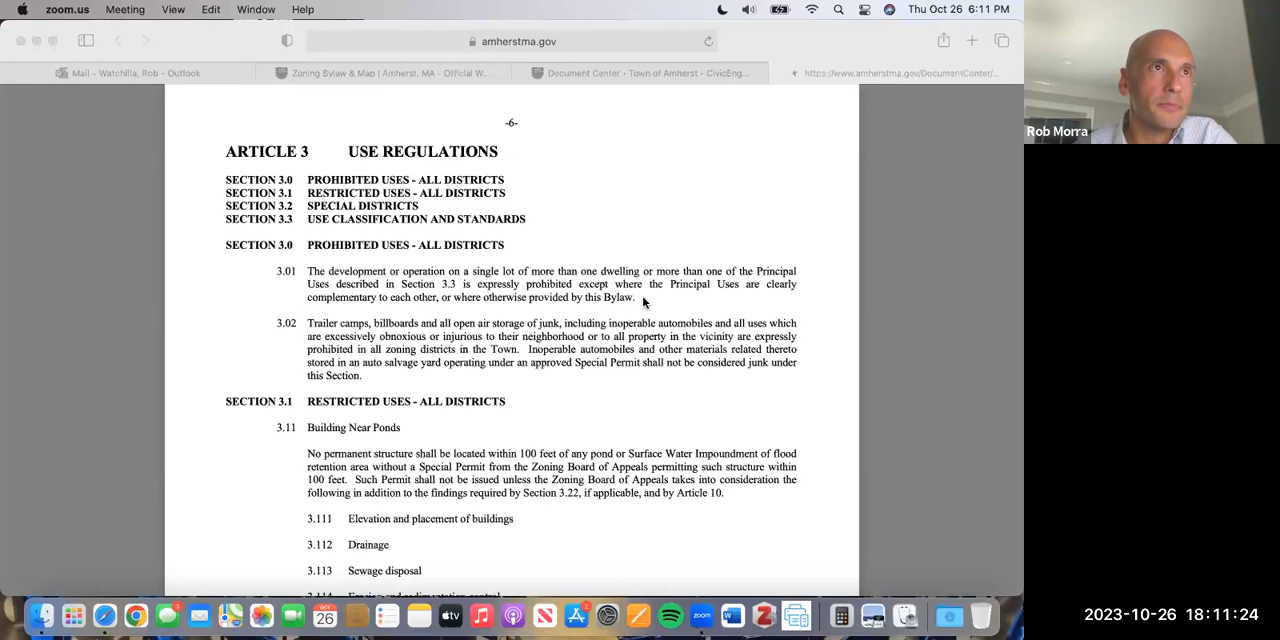 zoom.us Meeting View Edit Window Help Thu Oct 26 6:11 PM
amherstma.gov
Mail - Watchilla, Rob - Outlook
Zoning Bylaw & Map | Amherst, MA - Official W...
Document Center • Town of Amherst • CivicEng...
https://www.amherstma.gov/DocumentCenter/...
Rob Morra
-6-
ARTICLE 3 USE REGULATIONS
SECTION 3.0 PROHIBITED USES - ALL DISTRICTS
SECTION 3.1 RESTRICTED USES - ALL DISTRICTS
SECTION 3.2 SPECIAL DISTRICTS
SECTION 3.3 USE CLASSIFICATION AND STANDARDS
SECTION 3.0 PROHIBITED USES - ALL DISTRICTS
3.01 The development or operation on a single lot of more than one dwelling or more than one of the Principal
Uses described in Section 3.3 is expressly prohibited except where the Principal Uses are clearly
complementary to each other, or where otherwise provided by this Bylaw.
3.02 Trailer camps, billboards and all open air storage of junk, including inoperable automobiles and all uses which
are excessively obnoxious or injurious to their neighborhood or to all property in the vicinity are expressly
prohibited in all zoning districts in the Town. Inoperable automobiles and other materials related thereto
stored in an auto salvage yard operating under an approved Special Permit shall not be considered junk under
this Section.
SECTION 3.1 RESTRICTED USES - ALL DISTRICTS
3.11 Building Near Ponds
No permanent structure shall be located within 100 feet of any pond or Surface Water Impoundment of flood
retention area without a Special Permit from the Zoning Board of Appeals permitting such structure within
100 feet. Such Permit shall not be issued unless the Zoning Board of Appeals takes into consideration the
following in addition to the findings required by Section 3.22, if applicable, and by Article 10.
3.111 Elevation and placement of buildings
3.112 Drainage
3.113 Sewage disposal
OCT
26
tv
zoom
2023-10-26 18:11:24